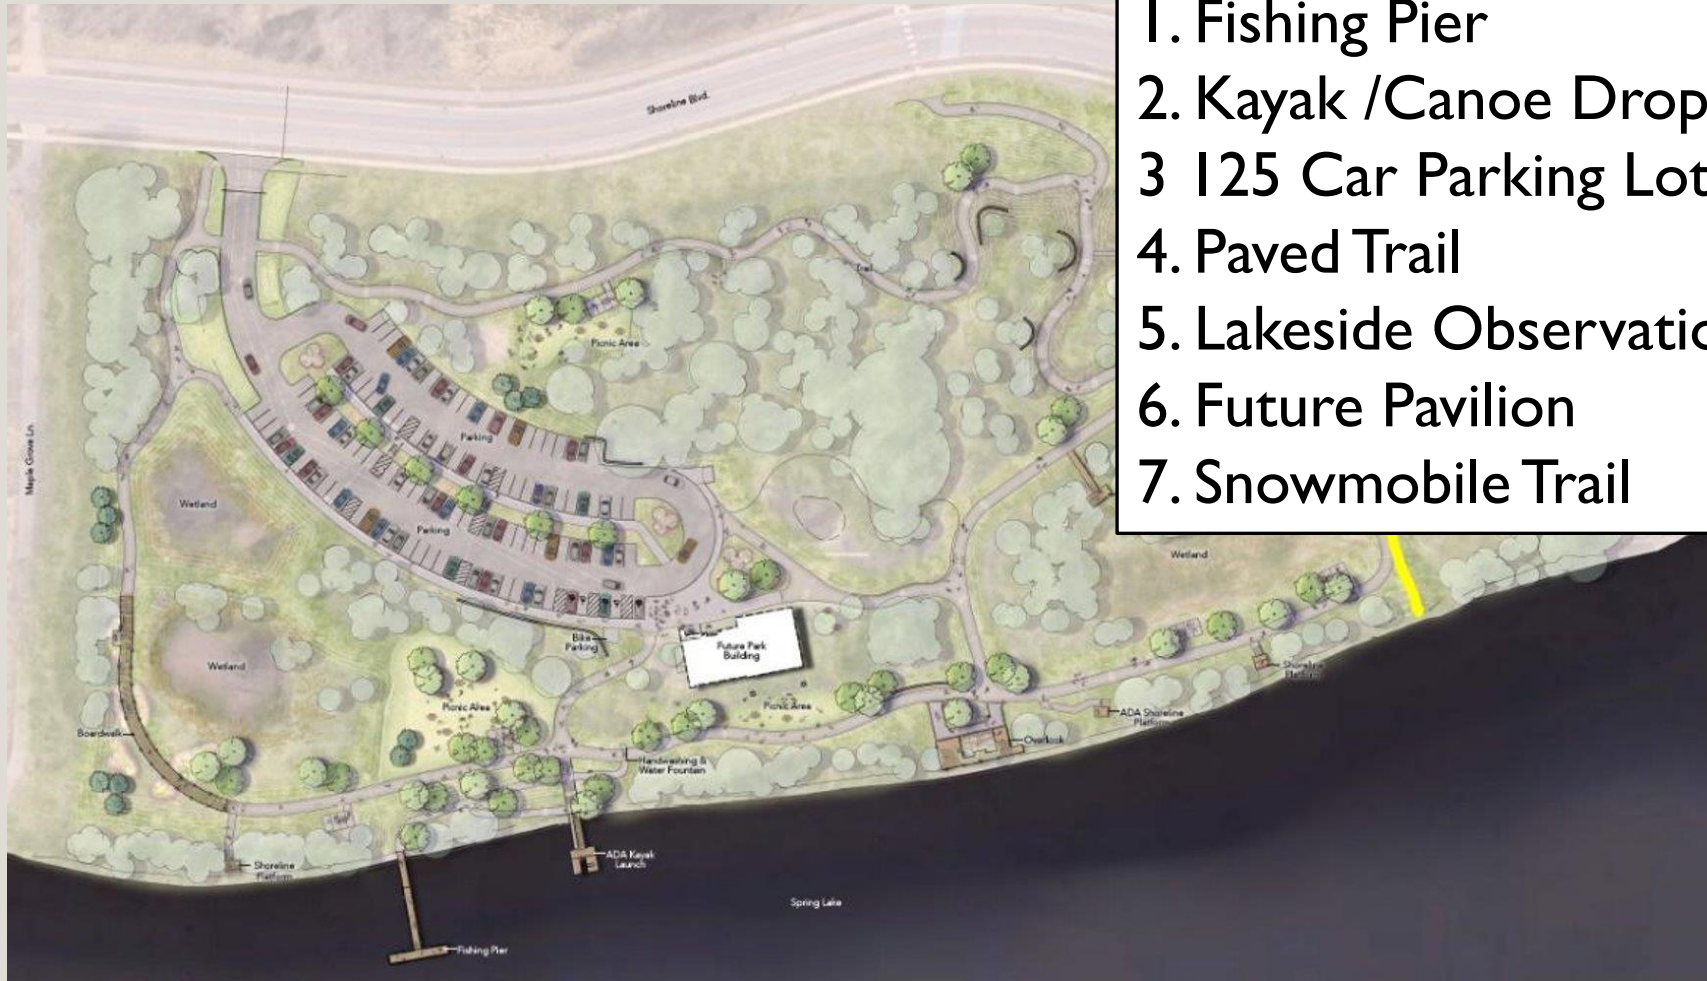 1. Fishing Pier
2. Kayak /Canoe Drop
3 125 Car Parking Lot
4. Paved Trail
5. Lakeside Observatio
6. Future Pavilion
7. Snowmobile Trail
Shoreline Blvd.
Trail
Picnic Area
Maple Grove Ln.
Parking
Wetland
Parking
Wetland
Bike
Parking
Future Park
Building
Wetland
Shoreline
Platform
Picnic Area
Picnic Area
ADA Shoreline
Platform
Boardwalk
Overlook
Handwashing &
Water Fountain
Shoreline
Platform
ADA Kayak
Launch
Spring Lake
Fishing Pier